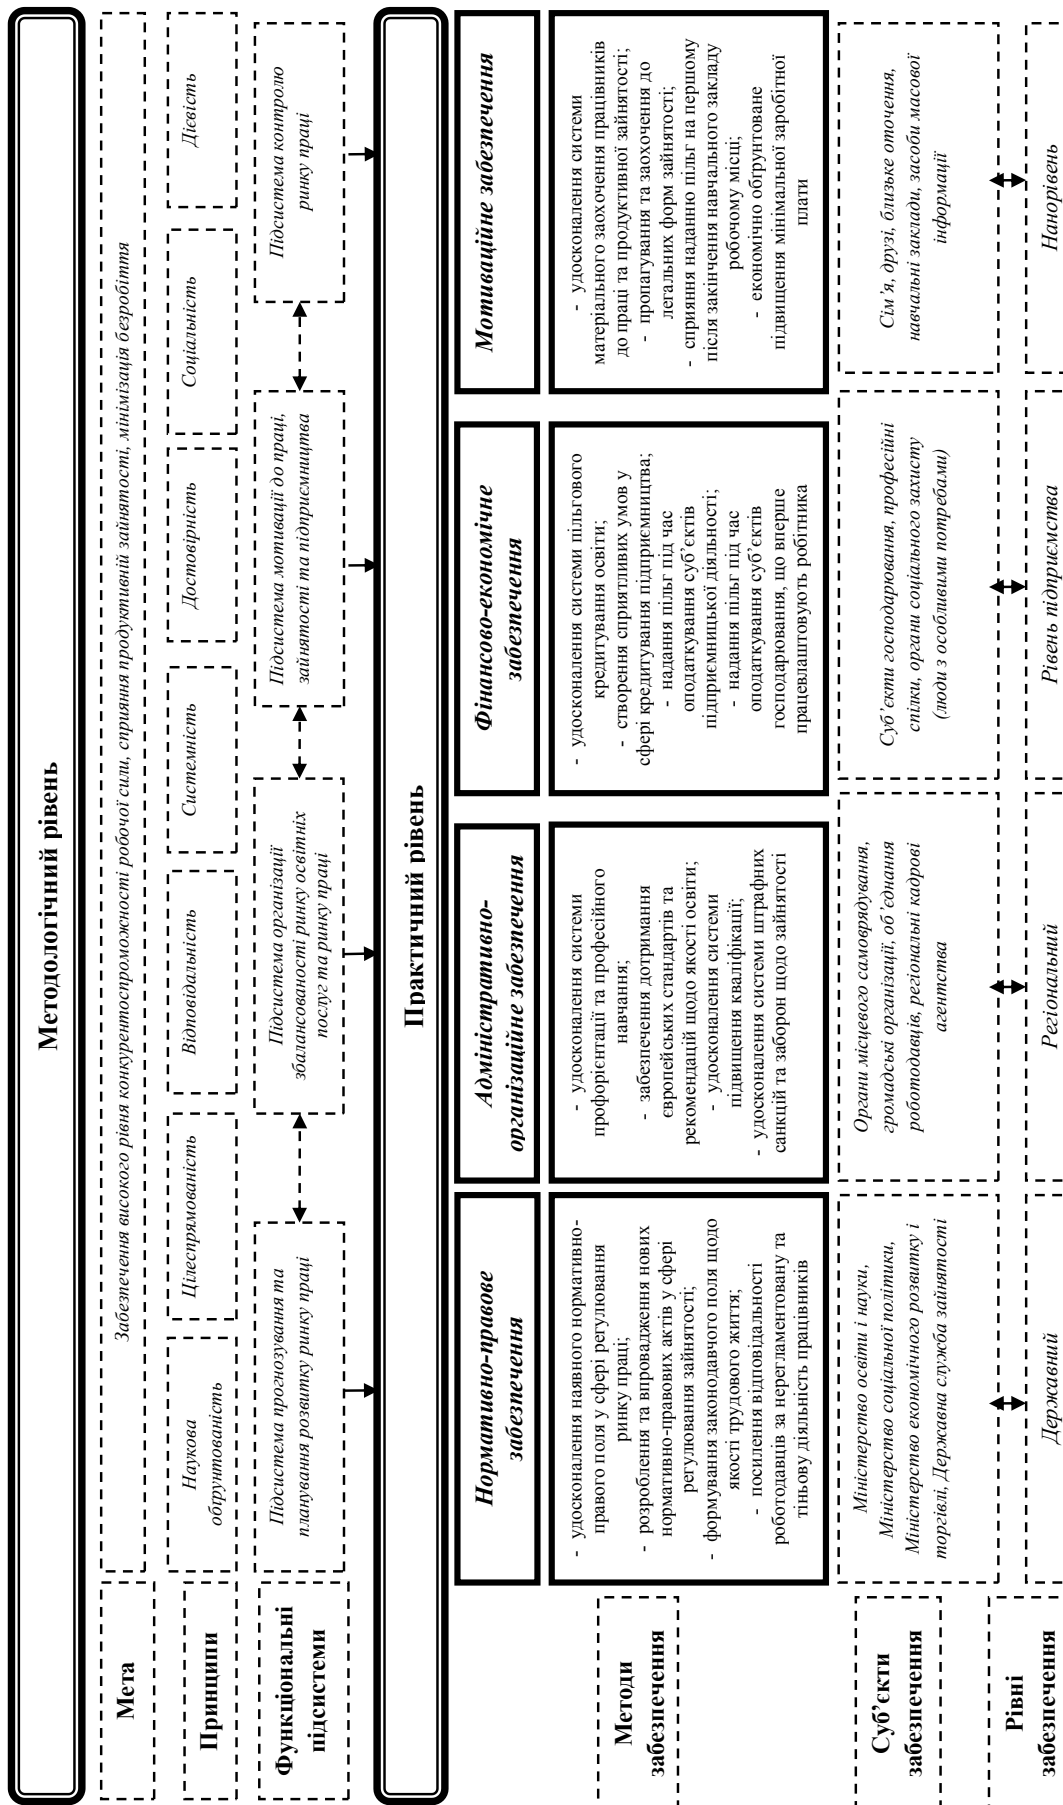 Методологічний рівень
Мета
Забезпечення високого рівня конкурентоспроможності робочої сили, сприяння продуктивній зайнятості, мінімізація безробіття
Принципи
Наукова
обґрунтованість
Цілеспрямованість
Відповідальність
Системність
Достовірність
Соціальність
Дієвість
Функціональні
підсистеми
Підсистема прогнозування та
планування розвитку ринку праці
Підсистема організації
збалансованості ринку освітніх
послуг та ринку праці
Підсистема мотивації до праці,
зайнятості та підприємництва
Підсистема контролю
ринку праці
Практичний рівень
Нормативно-правове
забезпечення
Адміністративно-
організаційне забезпечення
Фінансово-економічне
забезпечення
Мотиваційне забезпечення
Методи
забезпечення
- удосконалення наявного нормативно-
правого поля у сфері регулювання
ринку праці;
- розроблення та впровадження нових
нормативно-правових актів у сфері
регулювання зайнятості;
- формування законодавчого поля щодо
якості трудового життя;
- посилення відповідальності
роботодавців за нерегламентовану та
тіньову діяльність працівників
- удосконалення системи
профорієнтації та професійного
навчання;
- забезпечення дотримання
європейських стандартів та
рекомендацій щодо якості освіти;
- удосконалення системи
підвищення кваліфікації;
- удосконалення системи штрафних
санкцій та заборон щодо зайнятості
- удосконалення системи пільгового
кредитування освіти;
- створення сприятливих умов у
сфері кредитування підприємництва;
- надання пільг під час
оподаткування суб’єктів
підприємницької діяльності;
- надання пільг під час
оподаткування суб’єктів
господарювання, що вперше
працевлаштовують робітника
- удосконалення системи
матеріального заохочення працівників
до праці та продуктивної зайнятості;
- пропагування та заохочення до
легальних форм зайнятості;
- сприяння наданню пільг на першому
після закінчення навчального закладу
робочому місці;
- економічно обґрунтоване
підвищення мінімальної заробітної
плати
Суб’єкти
забезпечення
Міністерство освіти і науки,
Міністерство соціальної політики,
Міністерство економічного розвитку і
торгівлі, Державна служба зайнятості
Органи місцевого самоврядування,
громадські організації, об’єднання
роботодавців, регіональні кадрові
агентства
Суб’єкти господарювання, професійні
спілки, органи соціального захисту
(люди з особливими потребами)
Сім’я, друзі, близьке оточення,
навчальні заклади, засоби масової
інформації
Рівні
забезпечення
Державний
Регіональний
Рівень підприємства
Нанорівень